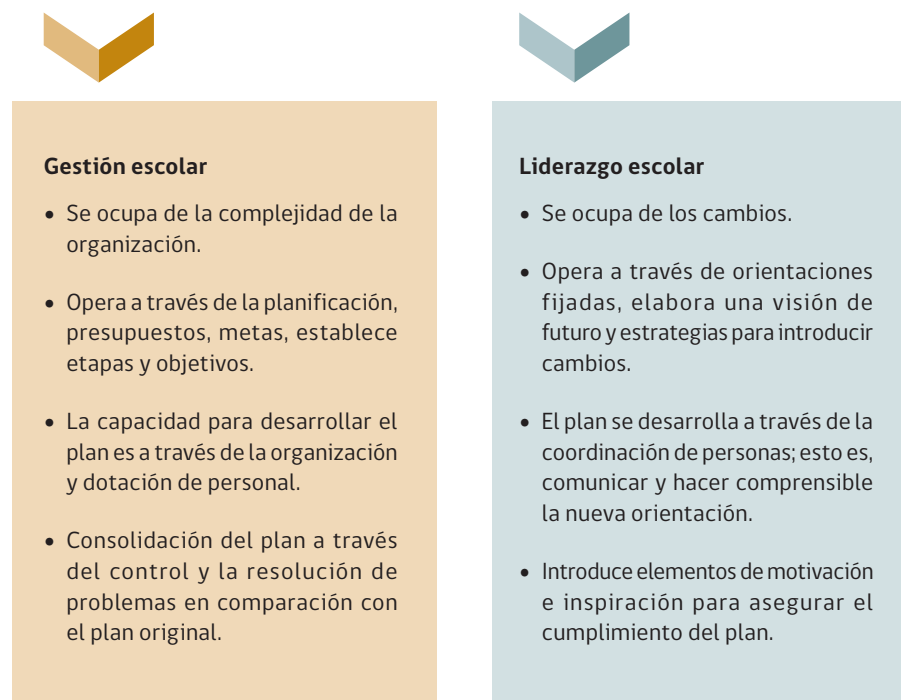 Gestión escolar
• Se ocupa de la complejidad de la
organización.
• Opera a través de la planificación,
presupuestos, metas, establece
etapas y objetivos.
• La capacidad para desarrollar el
plan es a través de la organización
y dotación de personal.
• Consolidación del plan a través
del control y la resolución de
problemas en comparación con
el plan original.
Liderazgo escolar
• Se ocupa de los cambios.
• Opera a través de orientaciones
fijadas, elabora una visión de
futuro y estrategias para introducir
cambios.
• El plan se desarrolla a través de la
coordinación de personas; esto es,
comunicar y hacer comprensible
la nueva orientación.
• Introduce elementos de motivación
e inspiración para asegurar el
cumplimiento del plan.